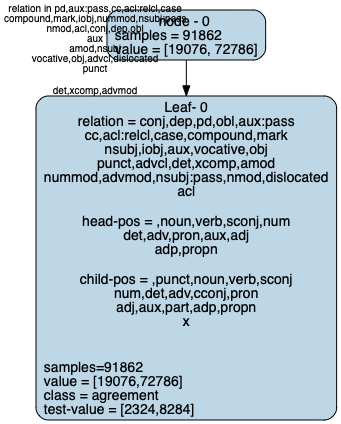 relation in pd,aux:pass,cc,acl:relcl,case
compound,mark,iobj,nummod,nsubj:pass
nmod,acl,conj,dep,obl
aux
amod,nsubj
vocative,obj,advcl,dislocated
punct
det,xcomp,advmod
node - 0
samples = 91862
value = [19076, 72786]
Leaf- 0
relation = conj,dep,pd,obl,aux:pass
cc,acl:relcl,case,compound,mark
nsubj,iobj,aux,vocative,obj
punct,advcl,det,xcomp,amod
nummod,advmod,nsubj:pass,nmod,dislocated
acl
head-pos = ,noun,verb,sconj,num
det,adv,pron,aux,adj
adp,propn
child-pos = ,punct,noun,verb,sconj
num,det,adv,cconj,pron
adj,aux,part,adp,propn
x
samples=91862
value = [19076,72786]
class = agreement
test-value = [2324,8284]